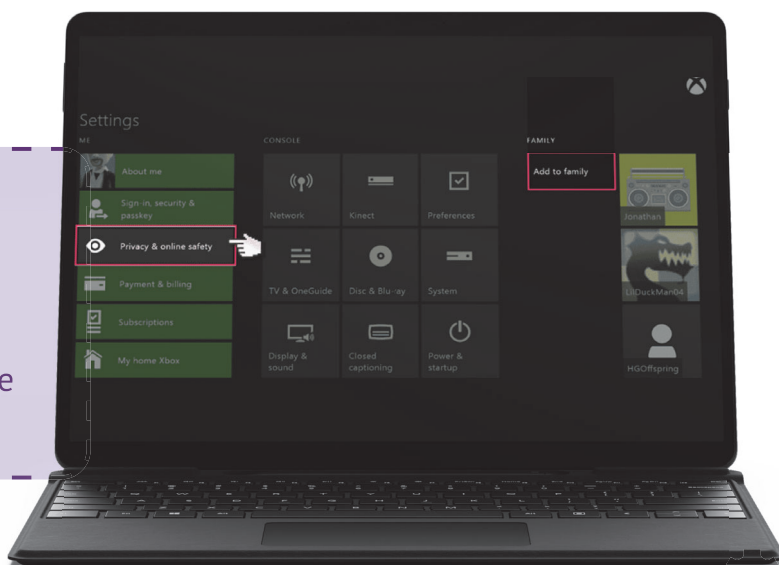 Settings
ME
CONSOLE
FAMILY
About me
Sign-in, security &
passkey
Privacy & online safety
Payment & billing
Subscriptions
My home Xbox
Network
Kinect
Preferences
TV & OneGuide
Disc & Blu-ray
System
Display &
sound
Closed
captioning
Power &
startup
Add to family
Jonathan
LilDuckMan04
HGOffspring
e